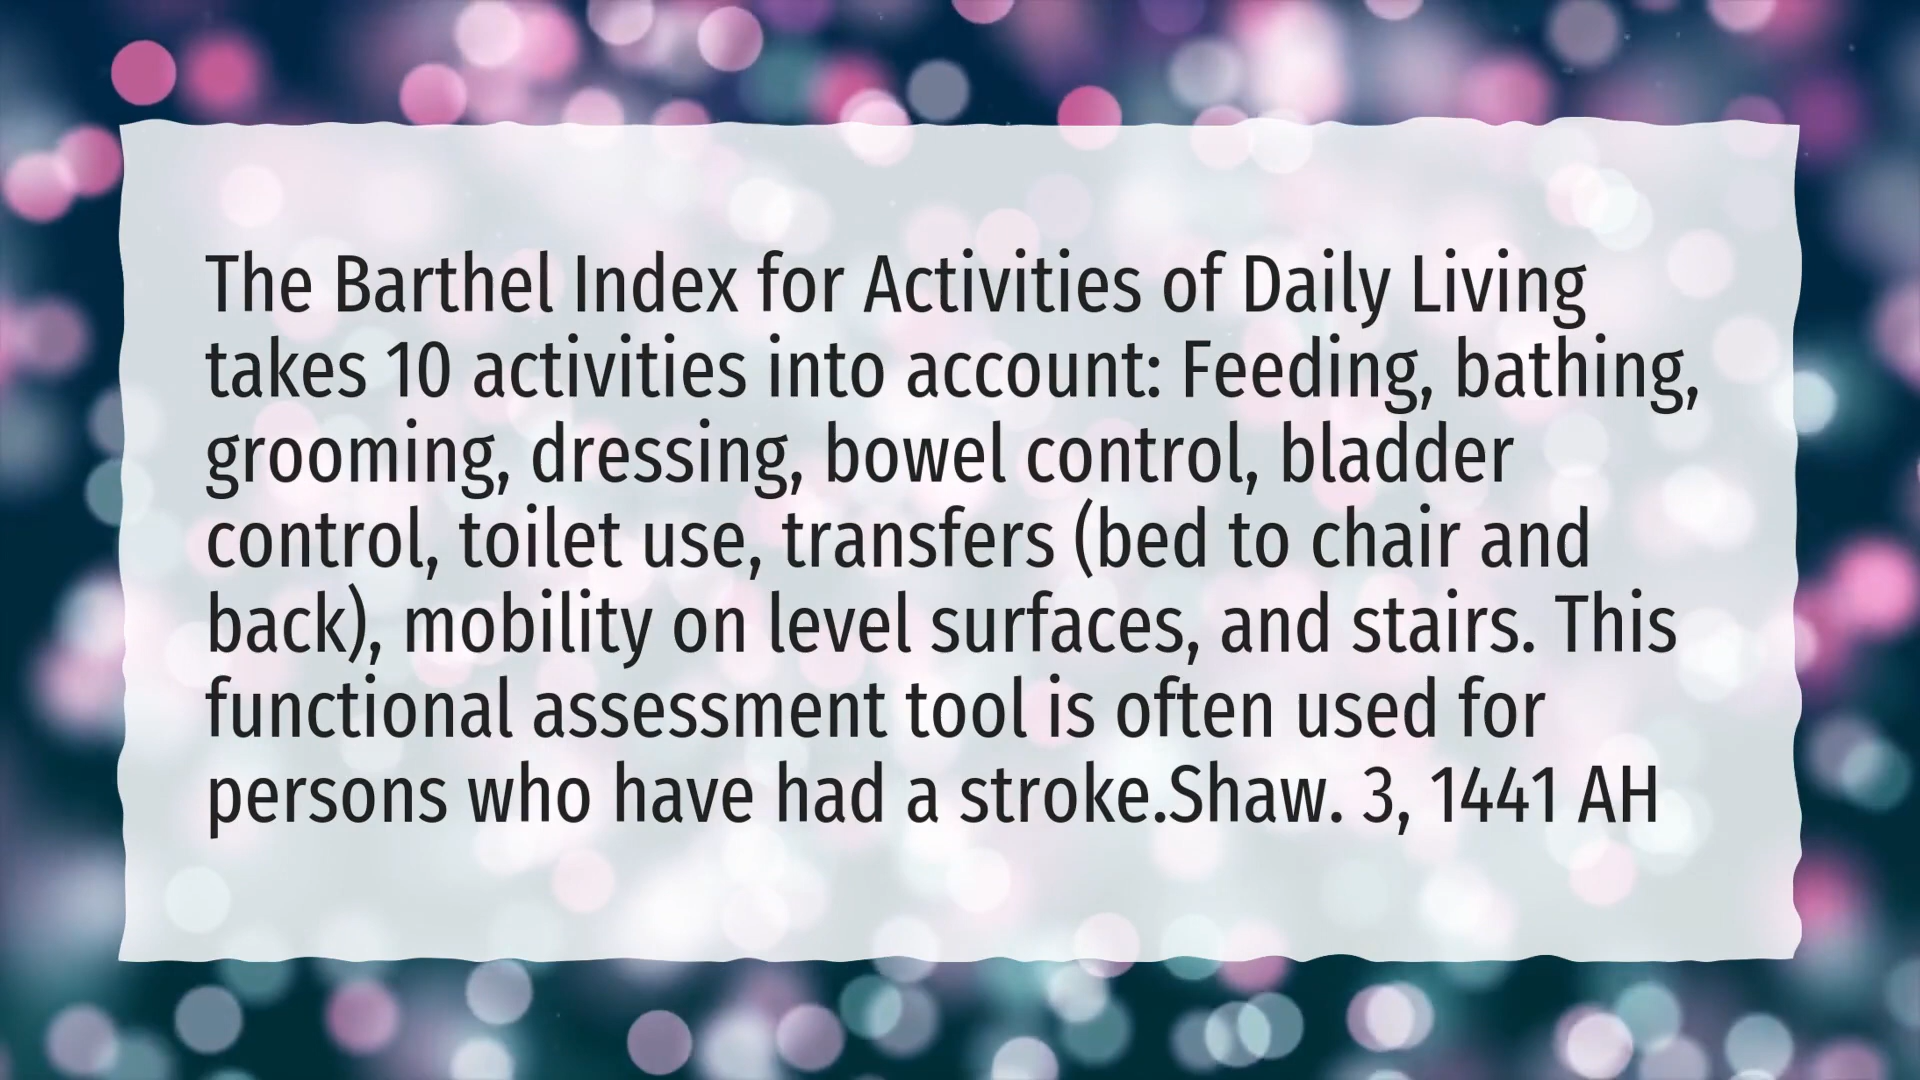 The Barthel Index for Activities of Daily Living
takes 10 activities into account: Feeding, bathing,
grooming, dressing, bowel control, bladder
control, toilet use, transfers (bed to chair and
back), mobility on level surfaces, and stairs. This
functional assessment tool is often used for
persons who have had a stroke.Shaw. 3, 1441 AH